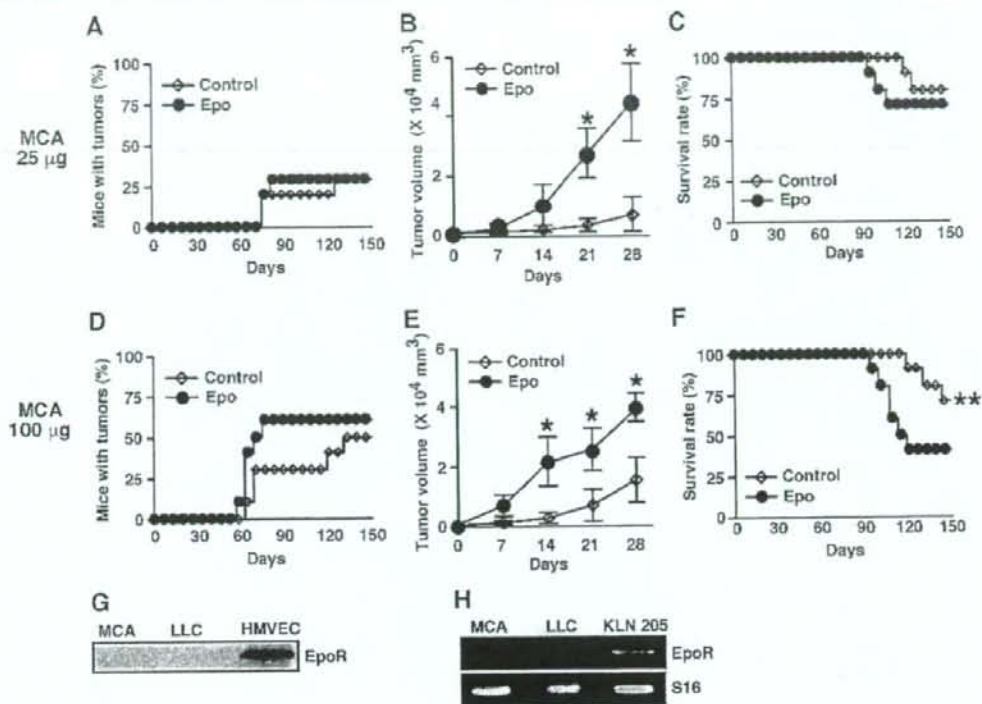 A
Mice with tumors (%)
100
75
50
25
0
Control
Epo
0 30 60 90 120 150
Days
B
Tumor volume (X 10⁴ mm³)
6
4
2
0
Control
Epo
*
*
0 7 14 21 28
Days
C
Survival rate (%)
100
75
50
25
0
Control
Epo
0 30 60 90 120 150
Days
MCA
25 µg
D
Mice with tumors (%)
100
75
50
25
0
Control
Epo
0 30 60 90 120 150
Days
E
Tumor volume (X 10⁴ mm³)
6
4
2
0
Control
Epo
*
*
*
0 7 14 21 28
Days
F
Survival rate (%)
100
75
50
25
0
**
Control
Epo
0 30 60 90 120 150
Days
MCA
100 µg
G
MCA LLC HMVEC
EpoR
H
MCA LLC KLN 205
EpoR
S16